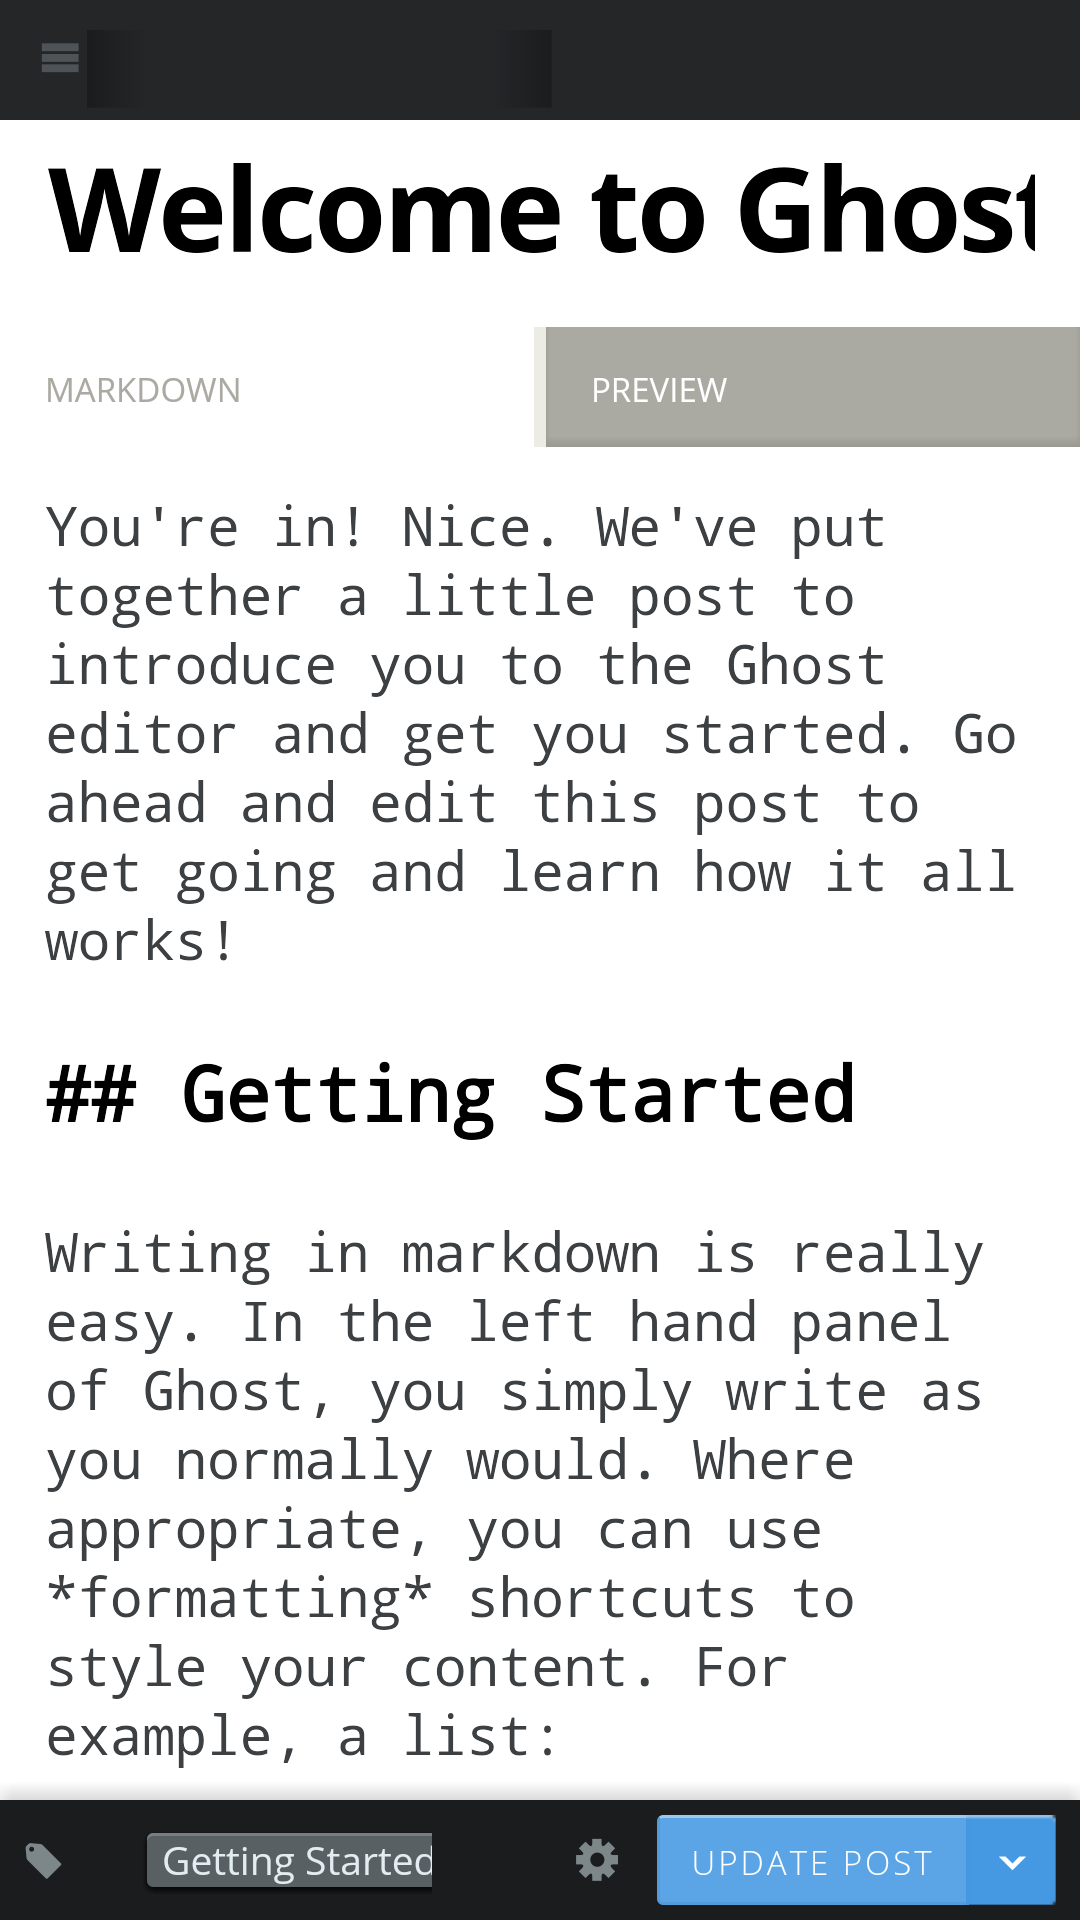 Welcome to Ghost
MARKDOWN
PREVIEW
You're in! Nice. We've put
together a little post to
introduce you to the Ghost
editor and get you started. Go
ahead and edit this post to
get going and learn how it all
works!
## Getting Started
Writing in markdown is really
easy. In the left hand panel
of Ghost, you simply write as
you normally would. Where
appropriate, you can use
*formatting* shortcuts to
style your content. For
example, a list:
Getting Started
UPDATE POST